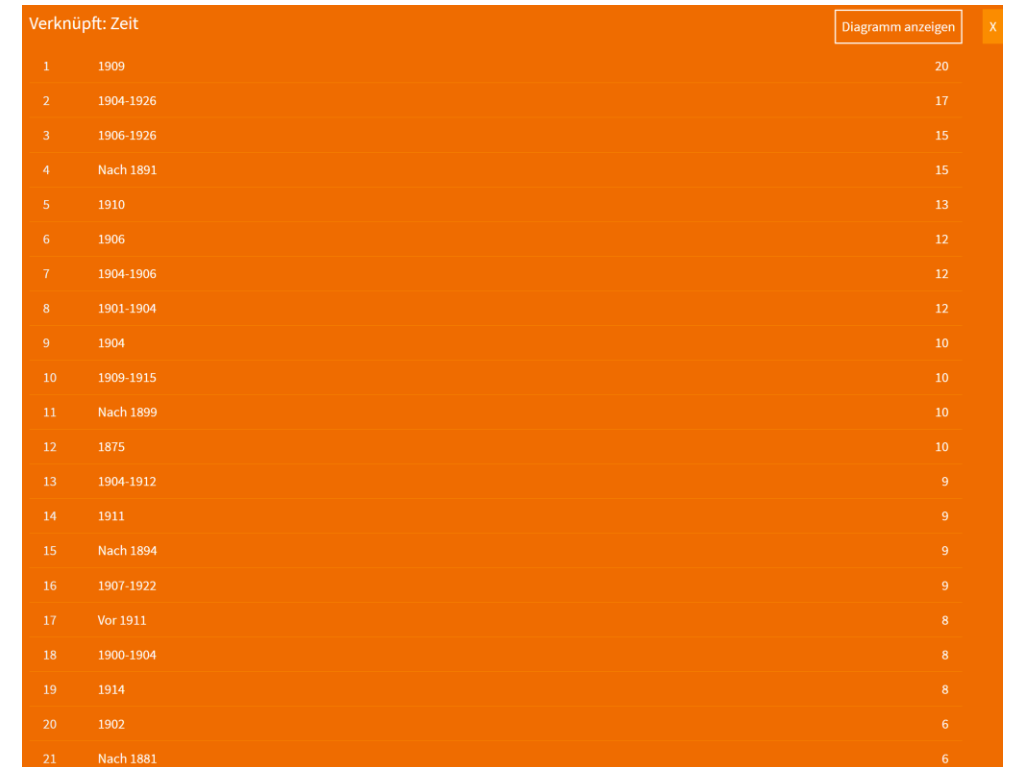 Verknüpft: Zeit
Diagramm anzeigen X
1 1909 20
2 1904-1926 17
3 1906-1926 15
4 Nach 1891 15
5 1910 13
6 1906 12
7 1904-1906 12
8 1901-1904 12
9 1904 10
10 1909-1915 10
11 Nach 1899 10
12 1875 10
13 1904-1912 9
14 1911 9
15 Nach 1894 9
16 1907-1922 9
17 Vor 1911 8
18 1900-1904 8
19 1914 8
20 1902 6
21 Nach 1881 6